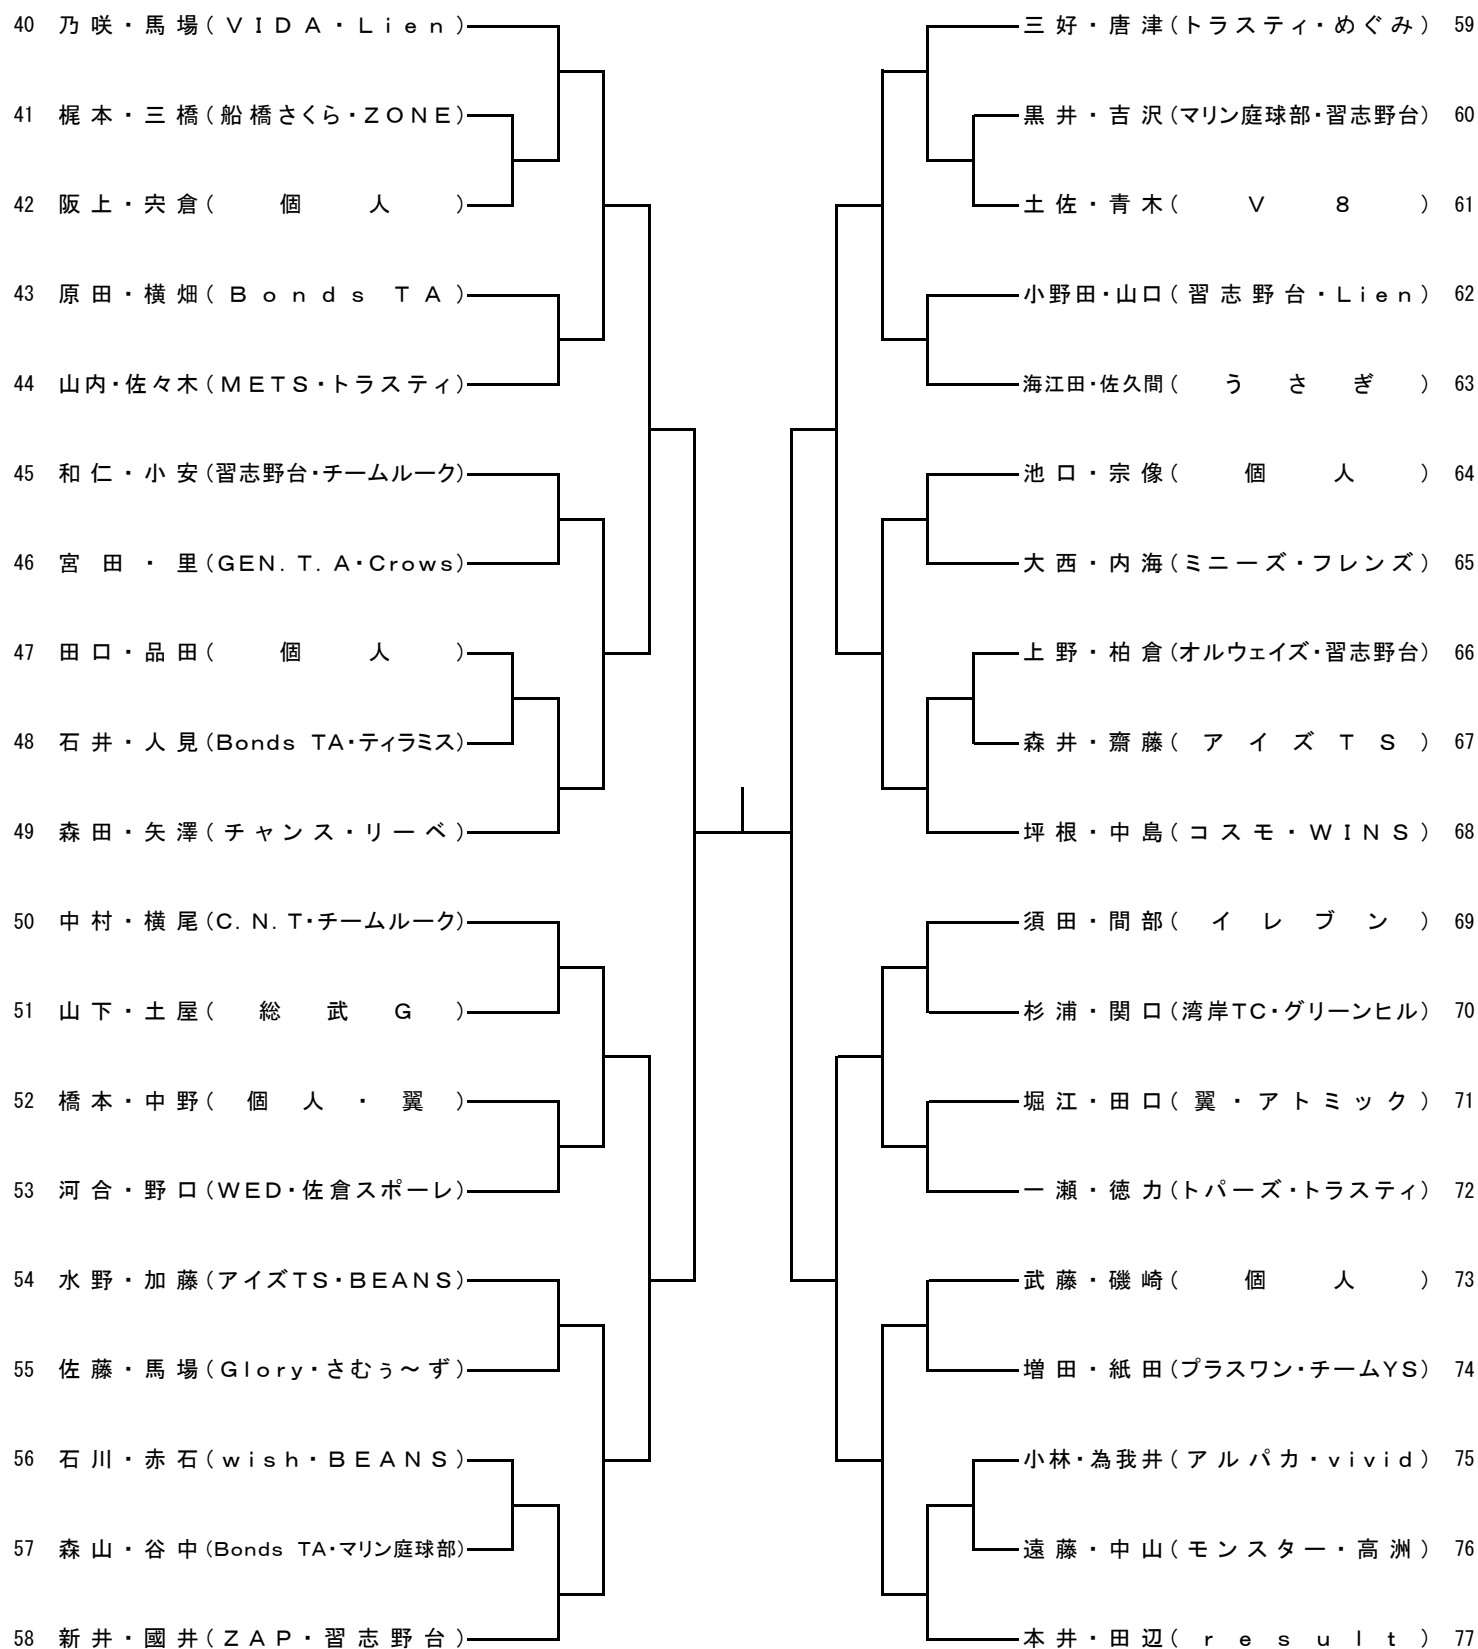 40 乃咲・馬場(VIDA・Lien)
41 梶本・三橋(船橋さくら・ZONE)
42 阪上・宍倉(個人)
43 原田・横畑(Bonds TA)
44 山内・佐々木(METS・トラスティ)
45 和仁・小安(習志野台・チームルーク)
46 宮田・里(GEN.T.A・Crows)
47 田口・品田(個人)
48 石井・人見(Bonds TA・ティラミス)
49 森田・矢澤(チャンス・リーベ)
50 中村・横尾(C.N.T・チームルーク)
51 山下・土屋(総武G)
52 橋本・中野(個人・翼)
53 河合・野口(WED・佐倉スポーレ)
54 水野・加藤(アイズTS・BEANS)
55 佐藤・馬場(Glory・さむぅ～ず)
56 石川・赤石(wish・BEANS)
57 森山・谷中(Bonds TA・マリン庭球部)
58 新井・國井(ZAP・習志野台)
三好・唐津(トラスティ・めぐみ) 59
黒井・吉沢(マリン庭球部・習志野台) 60
土佐・青木(V8) 61
小野田・山口(習志野台・Lien) 62
海江田・佐久間(うさぎ) 63
池口・宗像(個人) 64
大西・内海(ミニーズ・フレンズ) 65
上野・柏倉(オルウェイズ・習志野台) 66
森井・齋藤(アイズTS) 67
坪根・中島(コスモ・WINS) 68
須田・間部(イレブン) 69
杉浦・関口(湾岸TC・グリーンヒル) 70
堀江・田口(翼・アトミック) 71
一瀬・徳力(トパーズ・トラスティ) 72
武藤・磯崎(個人) 73
増田・紙田(プラスワン・チームYS) 74
小林・為我井(アルパカ・vivid) 75
遠藤・中山(モンスター・高洲) 76
本井・田辺(result) 77